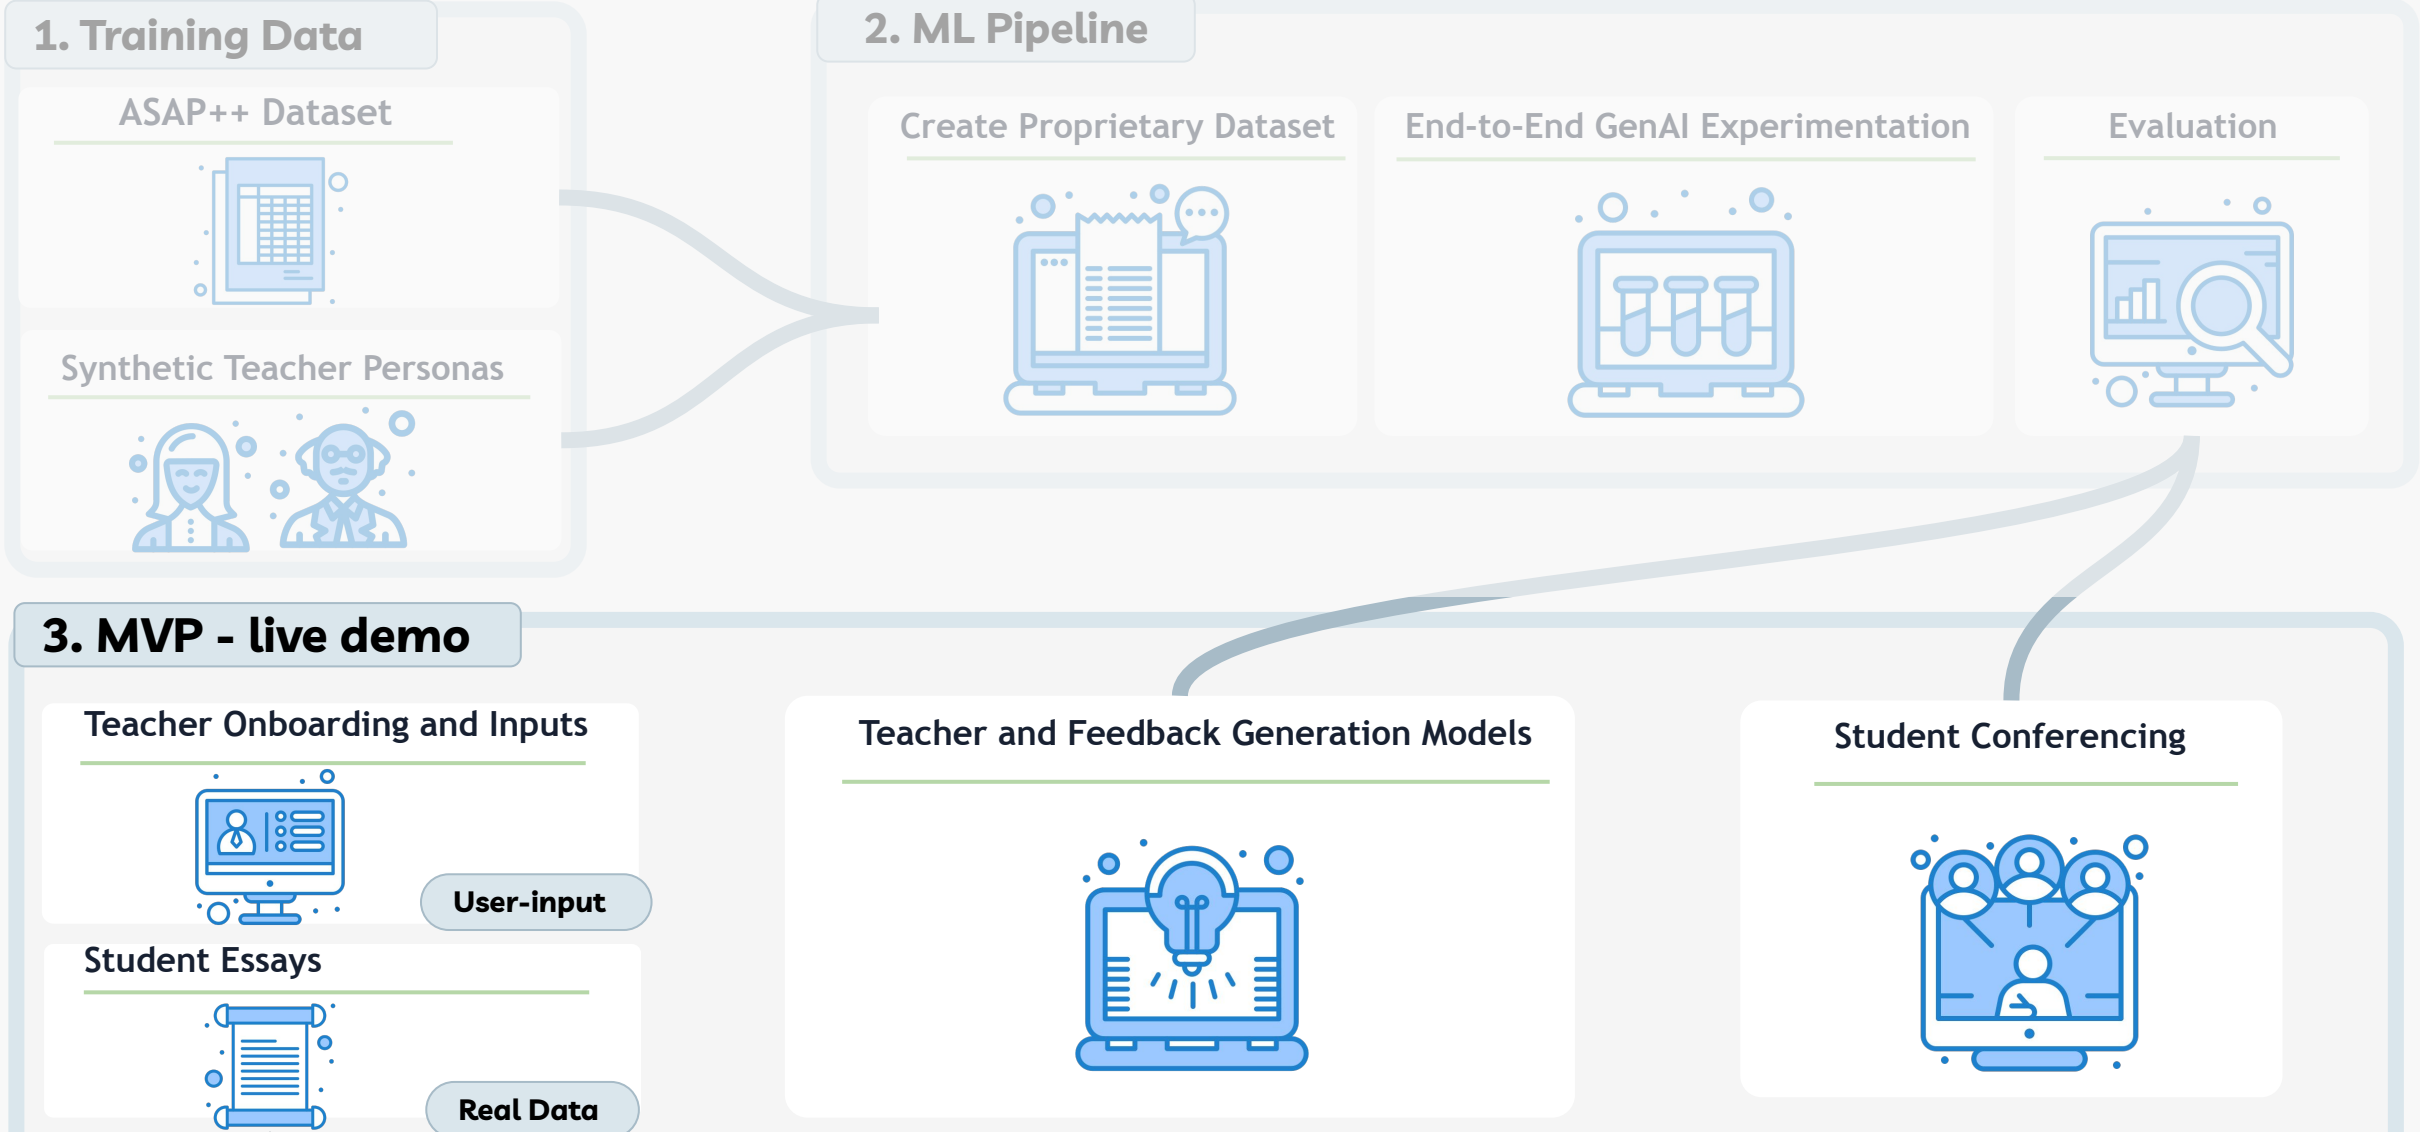 1. Training Data
ASAP++ Dataset
Synthetic Teacher Personas
2. ML Pipeline
Create Proprietary Dataset
End-to-End GenAI Experimentation
Evaluation
3. MVP - live demo
Teacher Onboarding and Inputs
User-input
Student Essays
Real Data
Teacher and Feedback Generation Models
Student Conferencing